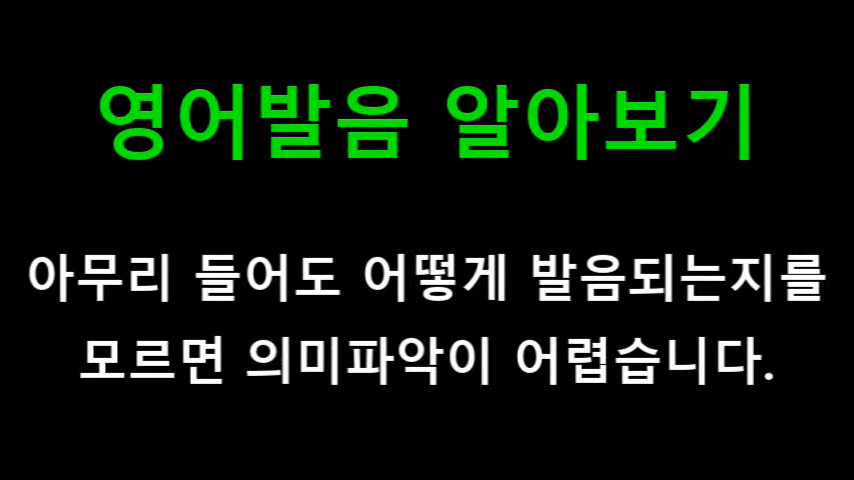 영어발음 알아보기
아무리 들어도 어떻게 발음되는지를
모르면 의미파악이 어렵습니다.